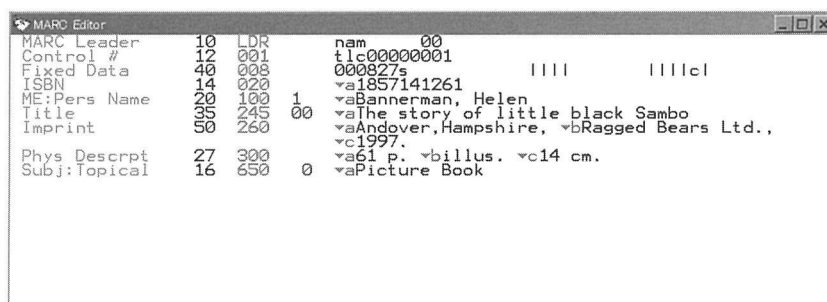 MARC Editor
MARC Leader 10 LDR nam 00
Control # 12 001 tlc00000001
Fixed Data 40 008 000827s |||| ||||c|
ISBN 14 020 ▾a1857141261
ME:Pers Name 20 100 1 ▾aBannerman, Helen
Title 35 245 00 ▾aThe story of little black Sambo
Imprint 50 260 ▾aAndover,Hampshire, ▾bRagged Bears Ltd.,
▾c1997.
Phys Descrpt 27 300 ▾a61 p. ▾billus. ▾c14 cm.
Subj:Topical 16 650 0 ▾aPicture Book